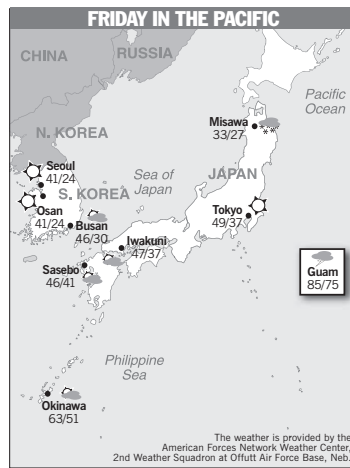 FRIDAY IN THE PACIFIC
CHINA
RUSSIA
Pacific
Ocean
Misawa
33/27
N. KOREA
Seoul
41/24
Sea of
Japan
JAPAN
S. KOREA
Osan
41/24
Busan
46/30
Tokyo
49/37
Iwakuni
47/37
Sasebo
46/41
Guam
85/75
Philippine
Sea
Okinawa
63/51
The weather is provided by the
American Forces Network Weather Center,
2nd Weather Squadron at Offutt Air Force Base, Neb.